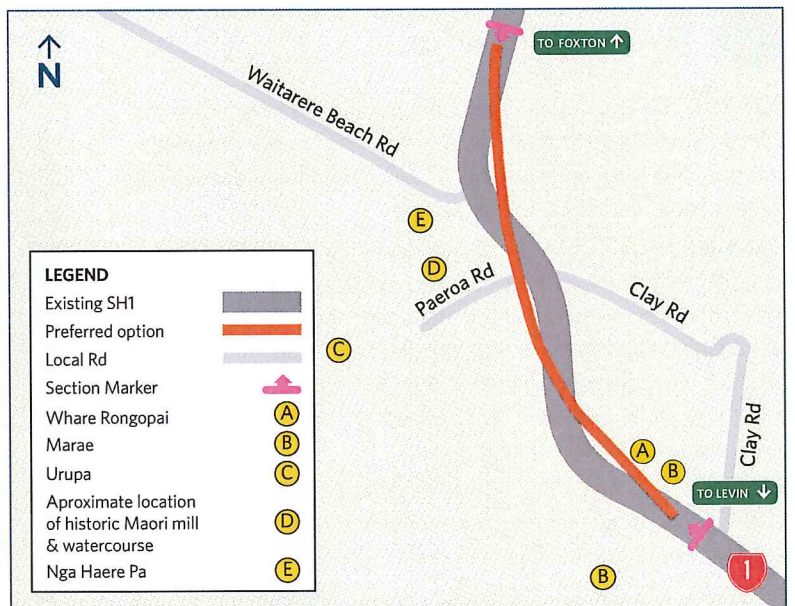 N
TO FOXTON ↑
Waitarere Beach Rd
E
D
Paeroa Rd
Clay Rd
C
Clay Rd
A
B
TO LEVIN ↓
B
1
LEGEND
Existing SH1
Preferred option
Local Rd
Section Marker
Whare Rongopai A
Marae B
Urupa C
Aproximate location
of historic Maori mill D
& watercourse
Nga Haere Pa E